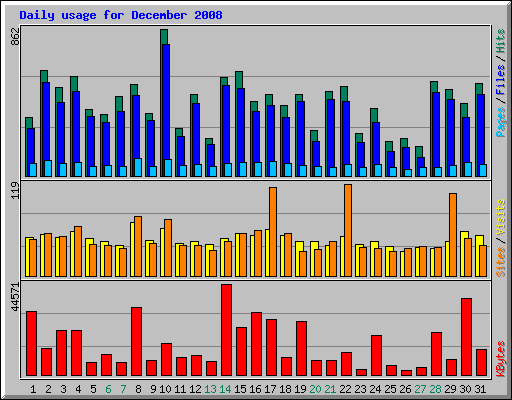 Daily usage for December 2008
862
Pages / Files / Hits
119
Sites / Visits
44571
KBytes
1 2 3 4 5 6 7 8 9 10 11 12 13 14 15 16 17 18 19 20 21 22 23 24 25 26 27 28 29 30 31